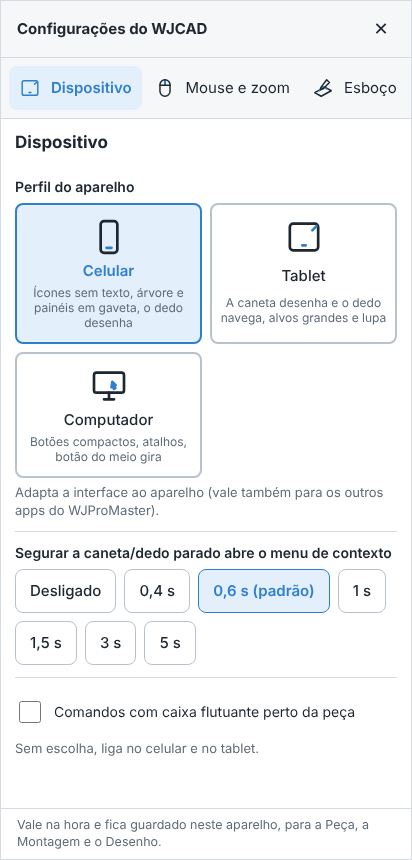 Configurações do WJCAD
Dispositivo
Mouse e zoom
Esboço
Dispositivo
Perfil do aparelho
Celular
Ícones sem texto, árvore e
painéis em gaveta, o dedo
desenha
Tablet
A caneta desenha e o dedo
navega, alvos grandes e lupa
Computador
Botões compactos, atalhos,
botão do meio gira
Adapta a interface ao aparelho (vale também para os outros
apps do WJProMaster).
Segurar a caneta/dedo parado abre o menu de contexto
Desligado
0,4 s
0,6 s (padrão)
1 s
1,5 s
3 s
5 s
Comandos com caixa flutuante perto da peça
Sem escolha, liga no celular e no tablet.
Vale na hora e fica guardado neste aparelho, para a Peça, a
Montagem e o Desenho.